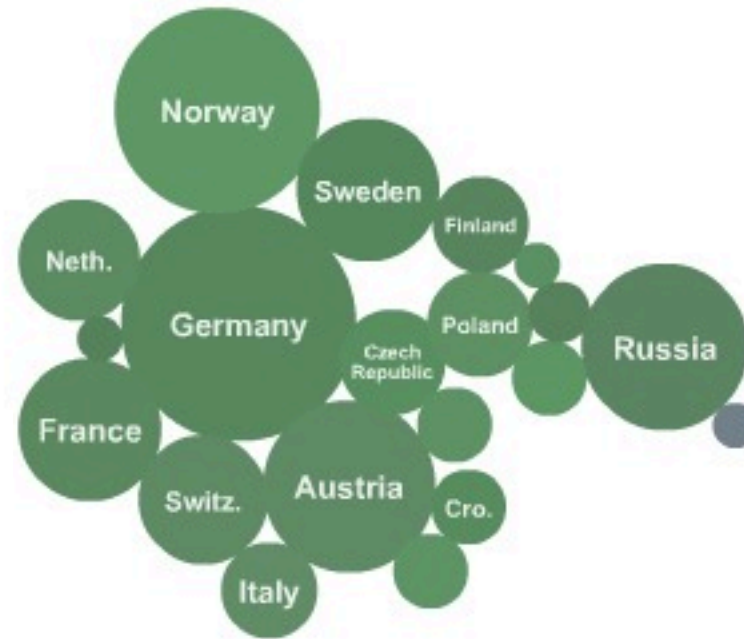 Norway
Sweden
Finland
Neth.
Germany
Poland
Czech
Republic
Russia
France
Austria
Switz.
Cro.
Italy